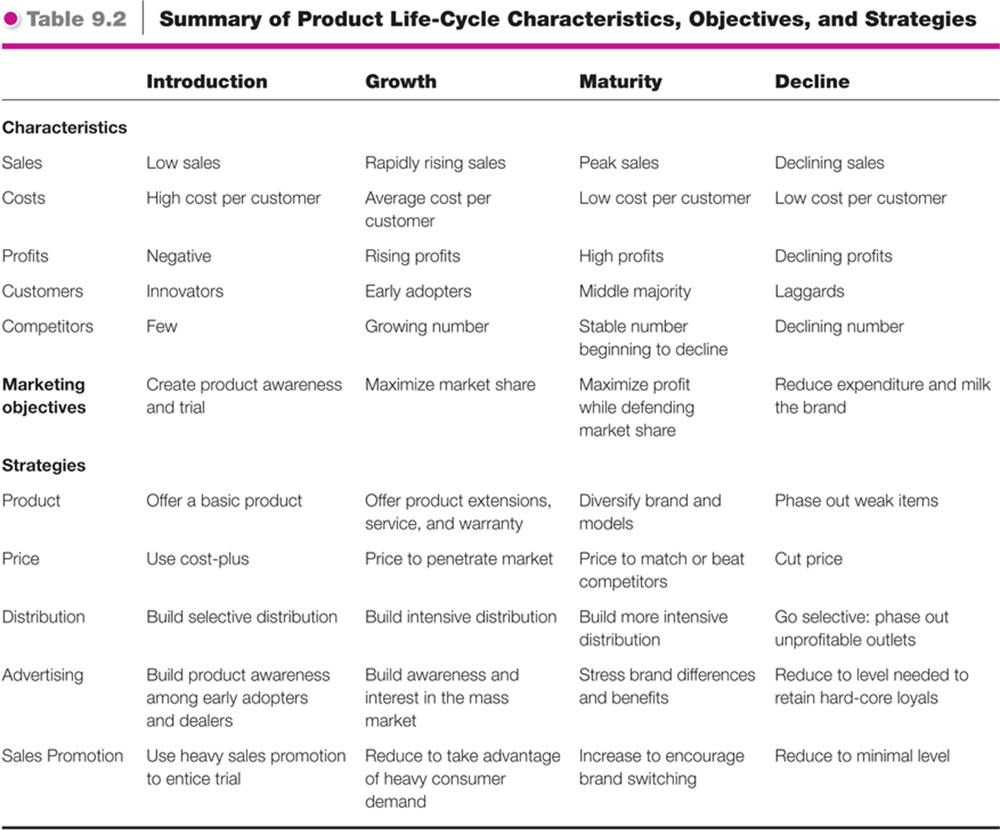 Table 9.2 Summary of Product Life-Cycle Characteristics, Objectives, and Strategies
Introduction Growth Maturity Decline
Characteristics
Sales Low sales Rapidly rising sales Peak sales Declining sales
Costs High cost per customer Average cost per Low cost per customer Low cost per customer
customer
Profits Negative Rising profits High profits Declining profits
Customers Innovators Early adopters Middle majority Laggards
Competitors Few Growing number Stable number Declining number
beginning to decline
Marketing Create product awareness Maximize market share Maximize profit Reduce expenditure and milk
objectives and trial while defending the brand
market share
Strategies
Product Offer a basic product Offer product extensions, Diversify brand and Phase out weak items
service, and warranty models
Price Use cost-plus Price to penetrate market Price to match or beat Cut price
competitors
Distribution Build selective distribution Build intensive distribution Build more intensive Go selective: phase out
distribution unprofitable outlets
Advertising Build product awareness Build awareness and Stress brand differences Reduce to level needed to
among early adopters interest in the mass and benefits retain hard-core loyals
and dealers market
Sales Promotion Use heavy sales promotion Reduce to take advantage Increase to encourage Reduce to minimal level
to entice trial of heavy consumer brand switching
demand